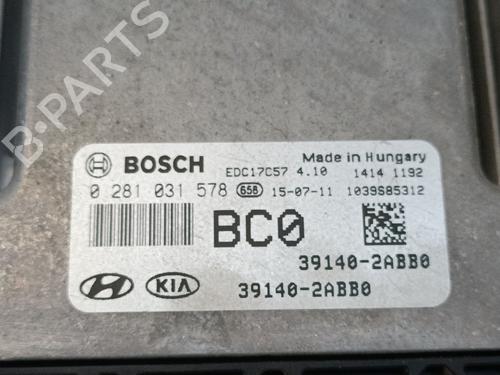 BOSCH EDC17C57 4.10 Made in Hungary
1414 1192
0 281 031 578 658 15-07-11 1039S85312
BC0
39140-2ABB0
KIA 39140-2ABB0
B-PARTS